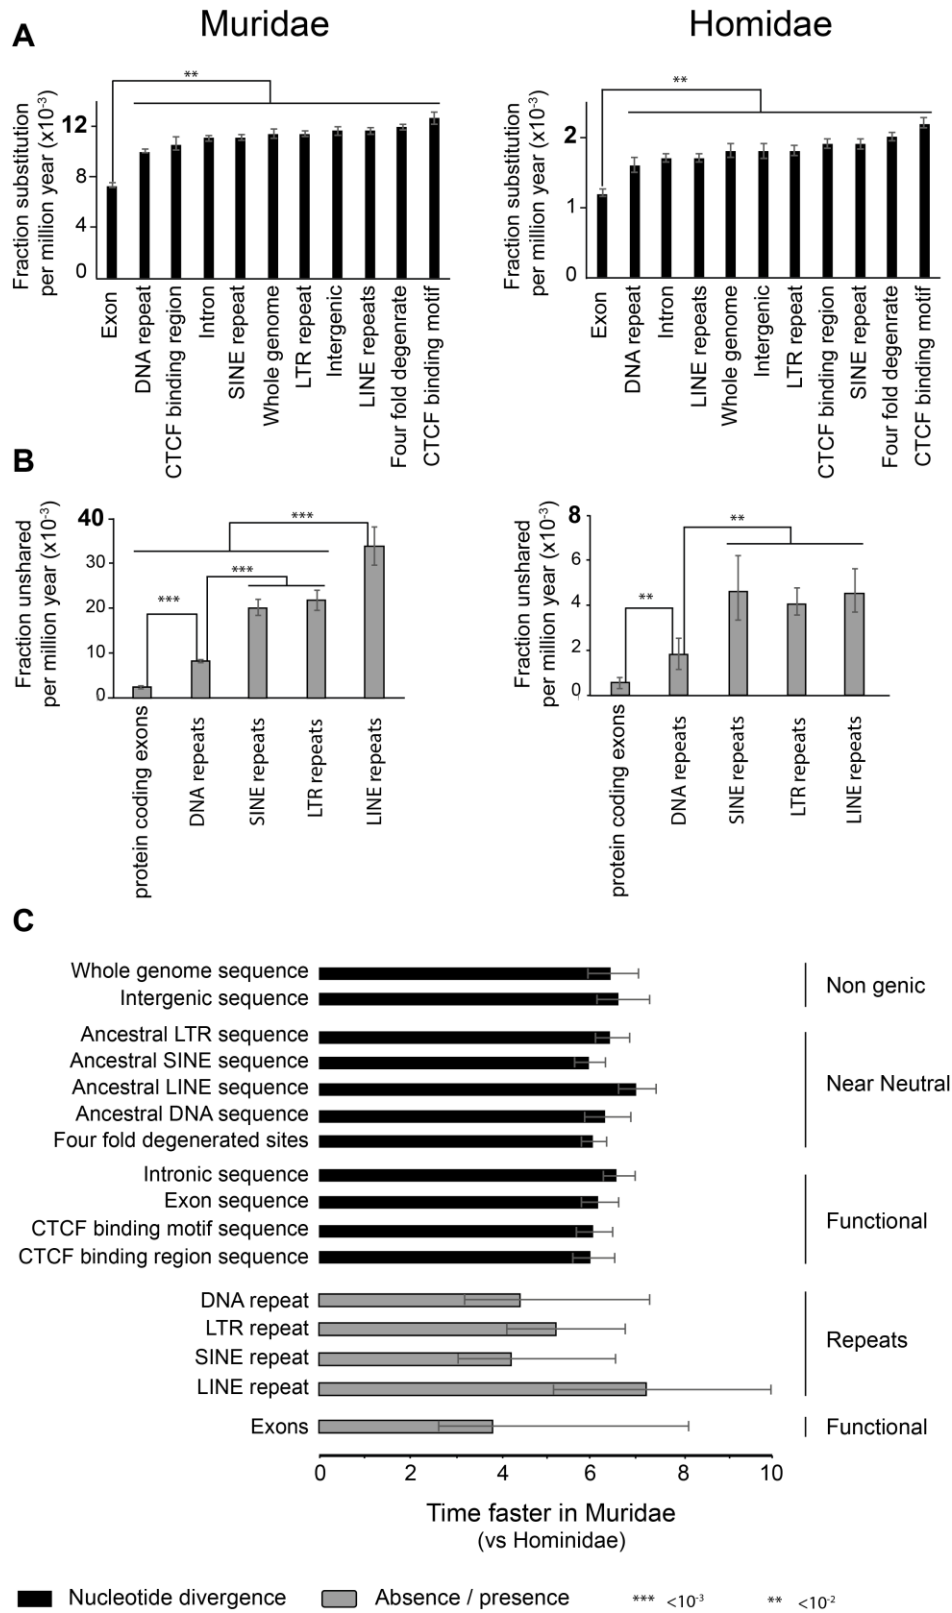 Muridae
Homidae
A
**
Fraction substitution
per million year (x10-3)
12
8
4
0
Exon
DNA repeat
CTCF binding region
Intron
SINE repeat
Whole genome
LTR repeat
Intergenic
LINE repeats
Four fold degenrate
CTCF binding motif
**
Fraction substitution
per million year (x10-3)
2
1
0
Exon
DNA repeat
Intron
LINE repeats
Whole genome
Intergenic
LTR repeat
CTCF binding region
SINE repeat
Four fold degenrate
CTCF binding motif
B
Fraction unshared
per million year (x10-3)
40
30
20
10
0
***
***
***
protein coding exons
DNA repeats
SINE repeats
LTR repeats
LINE repeats
Fraction unshared
per million year (x10-3)
8
6
4
2
0
**
**
protein coding exons
DNA repeats
SINE repeats
LTR repeats
LINE repeats
C
Whole genome sequence
Intergenic sequence
Non genic
Ancestral LTR sequence
Ancestral SINE sequence
Ancestral LINE sequence
Ancestral DNA sequence
Four fold degenerated sites
Near Neutral
Intronic sequence
Exon sequence
CTCF binding motif sequence
CTCF binding region sequence
Functional
DNA repeat
LTR repeat
SINE repeat
LINE repeat
Repeats
Exons
Functional
0 2 4 6 8 10
Time faster in Muridae
(vs Hominidae)
Nucleotide divergence
Absence / presence
*** <10-3
** <10-2